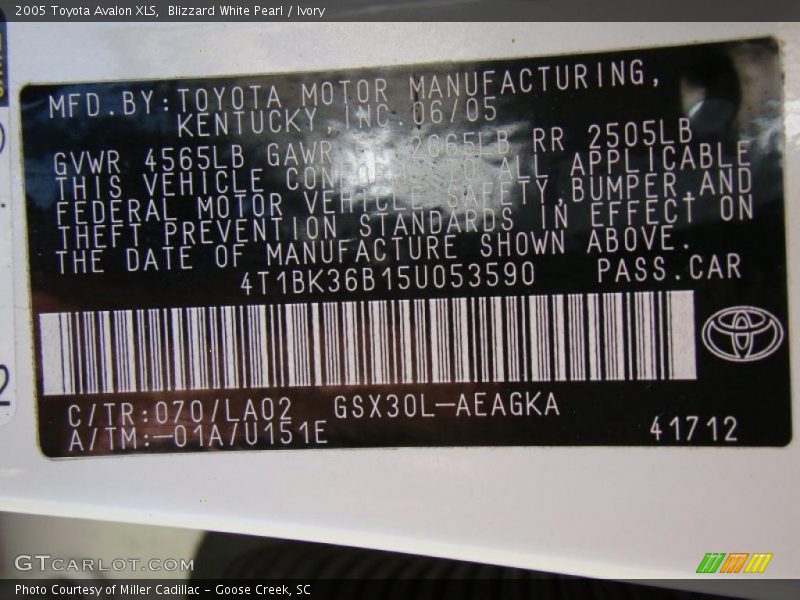 2005 Toyota Avalon XLS,  Blizzard White Pearl / Ivory
MFD.BY:TOYOTA MOTOR MANUFACTURING,
KENTUCKY,INC.06/05
GVWR 4565LB GAWR 2065LB RR 2505LB
THIS VEHICLE CONFORMS TO ALL APPLICABLE
FEDERAL MOTOR VEHICLE SAFETY,BUMPER,AND
THEFT PREVENTION STANDARDS IN EFFECT ON
THE DATE OF MANUFACTURE SHOWN ABOVE.
4T1BK36B15U053590 PASS.CAR
C/TR:070/LA02 GSX30L-AEAGKA
A/TM:-01A/U151E 41712
GTCARLOT.COM
Photo Courtesy of Miller Cadillac - Goose Creek, SC